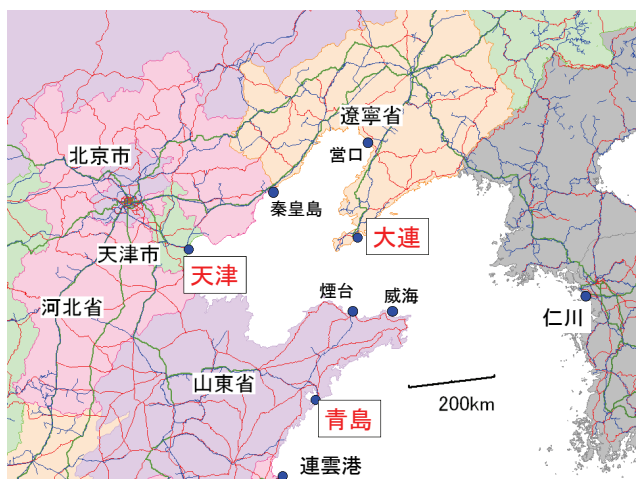 遼寧省
営口
北京市
秦皇島
大連
天津市
天津
河北省
煙台
威海
仁川
山東省
200km
青島
連雲港